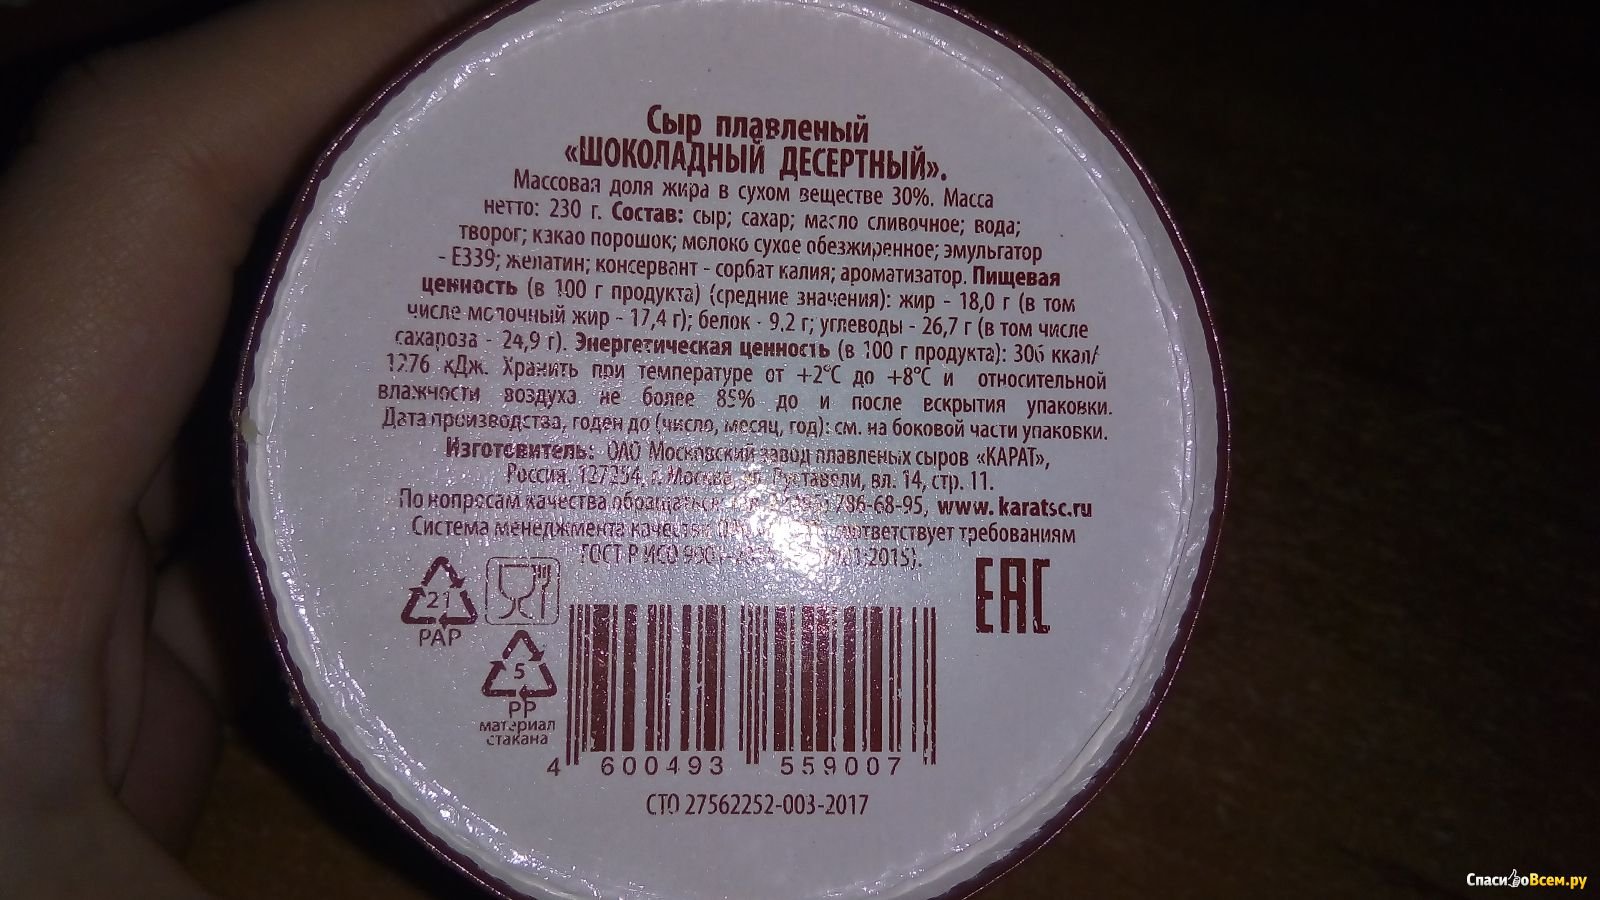 Сыр плавленый
«ШОКОЛАДНЫЙ ДЕСЕРТНЫЙ».
Массовая доля жира в сухом веществе 30%. Масса
нетто: 230 г. Состав: сыр; сахар; масло сливочное; вода;
творог; какао порошок; молоко сухое обезжиренное; эмульгатор
- Е339; желатин; консервант - сорбат калия; ароматизатор. Пищевая
ценность (в 100 г продукта) (средние значения): жир - 18,0 г (в том
числе молочный жир - 17,4 г); белок - 9,2 г; углеводы - 26,7 г (в том числе
сахароза - 24,9 г). Энергетическая ценность (в 100 г продукта): 306 ккал/
1276 кДж. Хранить при температуре от +2°С до +8°С и относительной
влажности воздуха не более 85% до и после вскрытия упаковки.
Дата производства, годен до (число, месяц, год): см. на боковой части упаковки.
Изготовитель: ОАО Московский завод плавленых сыров «КАРАТ»,
Россия, 127254, г. Москва, ул. Руставели, вл. 14, стр. 11.
По вопросам качества обращаться 786-68-95, www. karatsc.ru
Система менеджмента качества соответствует требованиям
ГОСТ Р ИСО 2015).
21
PAP
5
PP
материал
стакана
EAC
4 600493 559007
СТО 27562252-003-2017
СпасибоВсем.ру